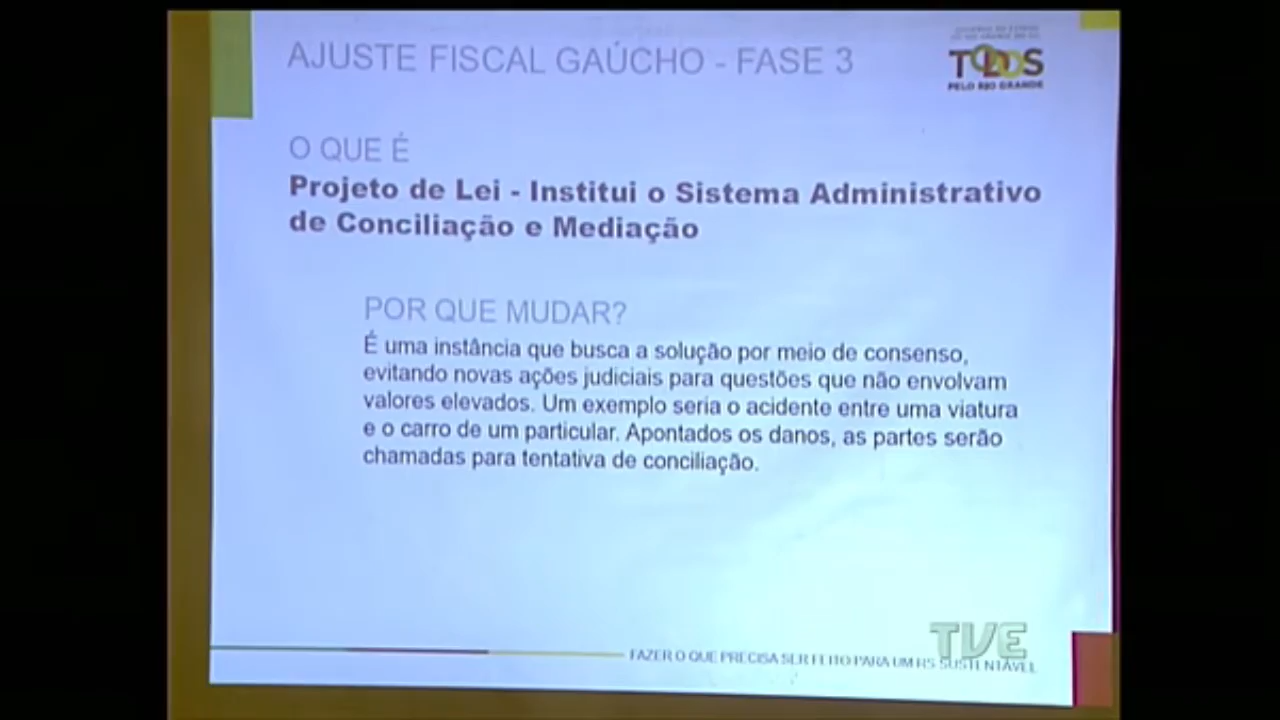 AJUSTE FISCAL GAÚCHO - FASE 3
TODOS
PELO RIO GRANDE
O QUE É
Projeto de Lei - Institui o Sistema Administrativo
de Conciliação e Mediação
POR QUE MUDAR?
É uma instância que busca a solução por meio de consenso,
evitando novas ações judiciais para questões que não envolvam
valores elevados. Um exemplo seria o acidente entre uma viatura
e o carro de um particular. Apontados os danos, as partes serão
chamadas para tentativa de conciliação.
TVE
FAZER O QUE PRECISA SER FEITO PARA UM RS SUSTENTÁVEL